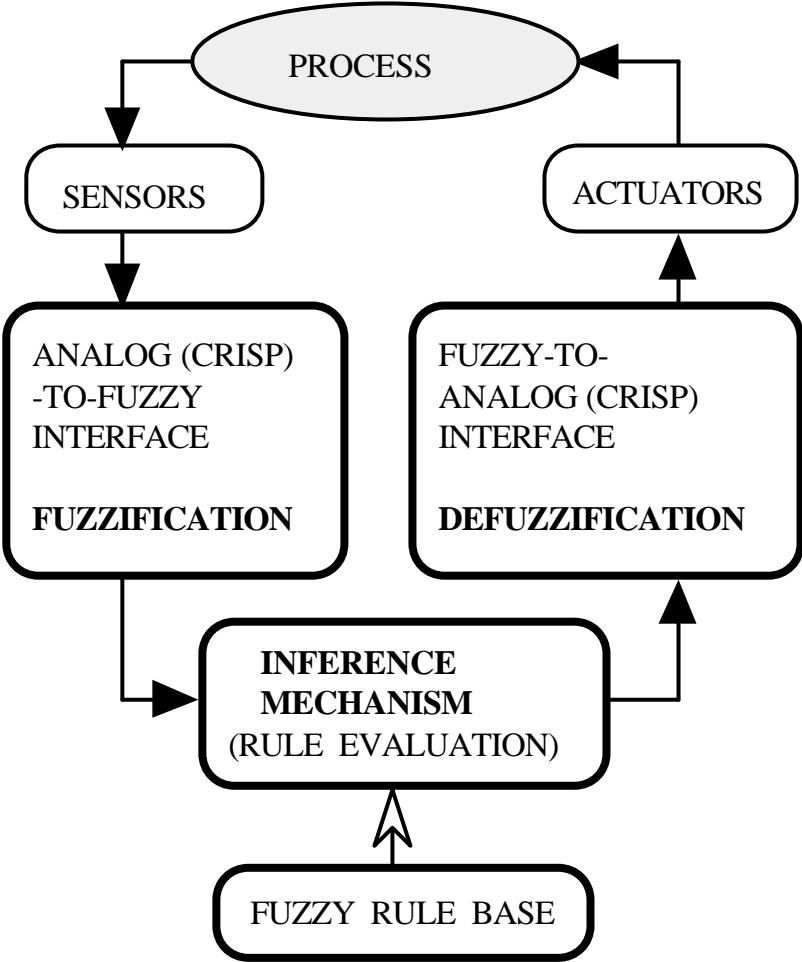 PROCESS
SENSORS
ACTUATORS
ANALOG (CRISP)
-TO-FUZZY
INTERFACE
FUZZIFICATION
FUZZY-TO-
ANALOG (CRISP)
INTERFACE
DEFUZZIFICATION
INFERENCE
MECHANISM
(RULE EVALUATION)
FUZZY RULE BASE